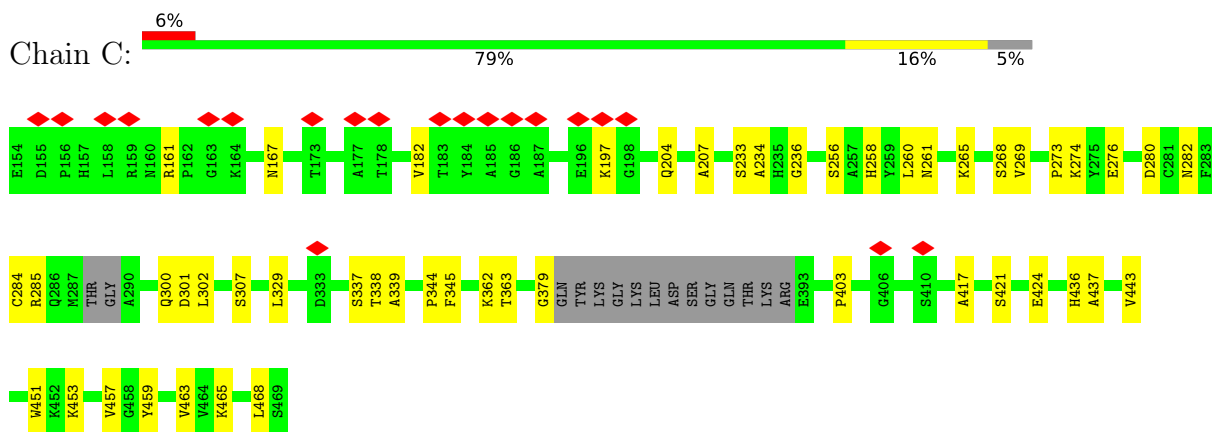 6%
Chain C:
79% 16% 5%
E154 D155 P156 H157 L158 R159 N160 R161 P162 G163 K164 N167 T173 A177 T178 V182 T183 Y184 A185 G186 A187 E196 K197 G198 Q204 A207 S233 A234 H235 G236 S256 A257 H258 Y259 L260 N261 K265 S268 V269 P273 K274 Y275 E276 D280 C281 N282 F283
C284 R285 Q286 M287 THR GLY A290 Q300 D301 L302 S307 L329 D333 S337 T338 A339 P344 F345 K362 T363 G379 GLN TYR LYS GLY LYS LEU ASP SER GLY GLN THR LYS ARG E393 P403 G406 S410 A417 S421 E424 H436 A437 V443
W451 K452 K453 V457 G458 Y459 V463 V464 K465 L468 S469